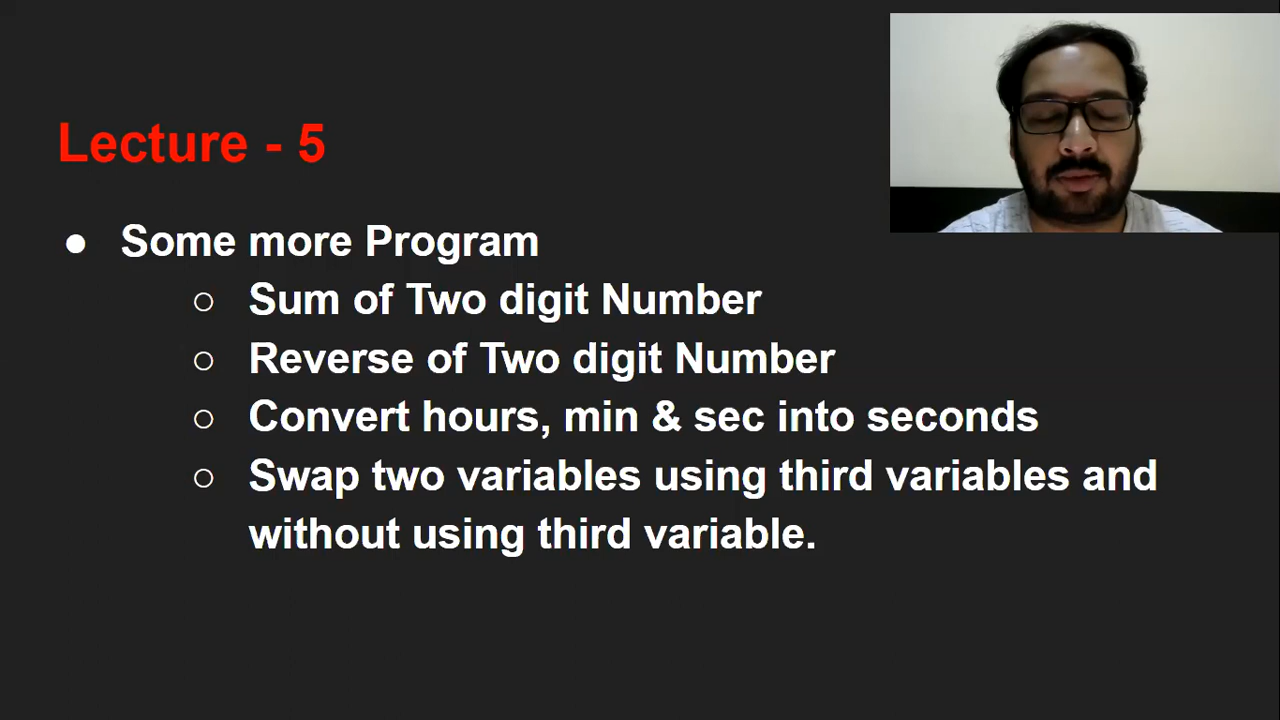 Lecture - 5
● Some more Program
○ Sum of Two digit Number
○ Reverse of Two digit Number
○ Convert hours, min & sec into seconds
○ Swap two variables using third variables and
without using third variable.